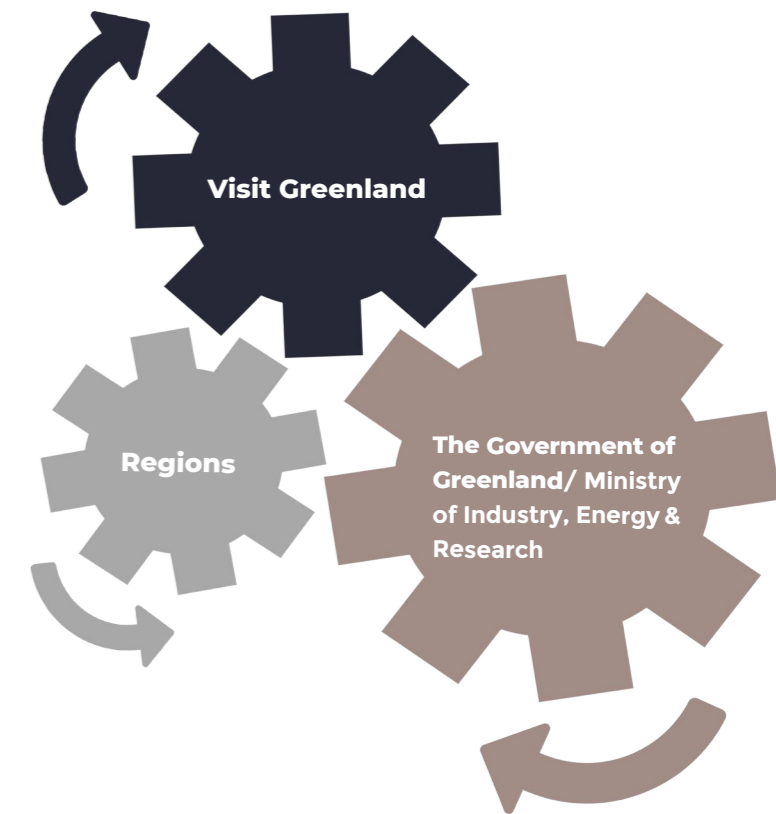 Visit Greenland
Regions
The Government of
Greenland/ Ministry
of Industry, Energy &
Research